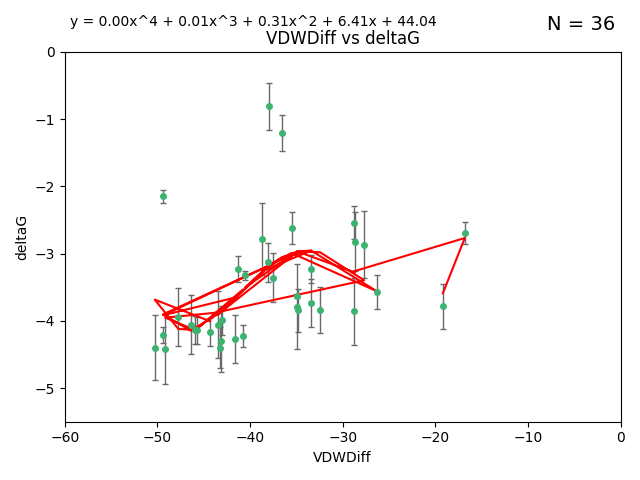 y = 0.00x^4 + 0.01x^3 + 0.31x^2 + 6.41x + 44.04
N = 36
VDWDiff vs deltaG
deltaG
0
−1
−2
−3
−4
−5
−60 −50 −40 −30 −20 −10 0
VDWDiff